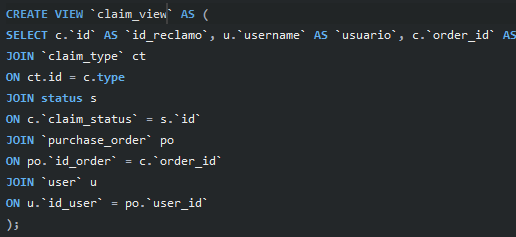 CREATE VIEW `claim_view` AS (
SELECT c.`id` AS `id_reclamo`, u.`username` AS `usuario`, c.`order_id` AS
JOIN `claim_type` ct
ON ct.id = c.type
JOIN status s
ON c.`claim_status` = s.`id`
JOIN `purchase_order` po
ON po.`id_order` = c.`order_id`
JOIN `user` u
ON u.`id_user` = po.`user_id`
);